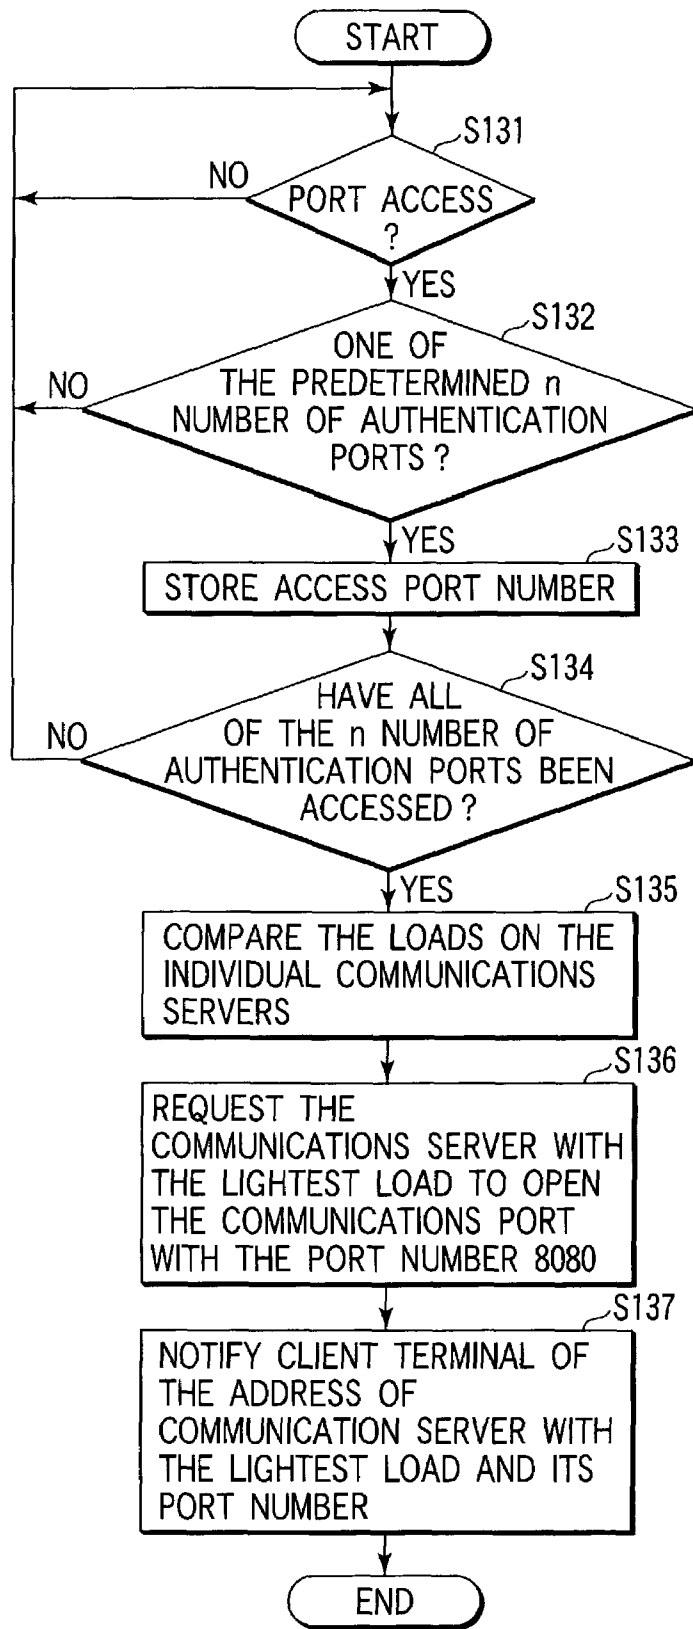 START
S131
NO
PORT ACCESS
?
YES
S132
ONE OF
NO
THE PREDETERMINED n
NUMBER OF AUTHENTICATION
PORTS ?
YES
S133
STORE ACCESS PORT NUMBER
S134
HAVE ALL
NO
OF THE n NUMBER OF
AUTHENTICATION PORTS BEEN
ACCESSED ?
YES
S135
COMPARE THE LOADS ON THE
INDIVIDUAL COMMUNICATIONS
SERVERS
S136
REQUEST THE
COMMUNICATIONS SERVER WITH
THE LIGHTEST LOAD TO OPEN
THE COMMUNICATIONS PORT
WITH THE PORT NUMBER 8080
S137
NOTIFY CLIENT TERMINAL OF
THE ADDRESS OF
COMMUNICATION SERVER WITH
THE LIGHTEST LOAD AND ITS
PORT NUMBER
END